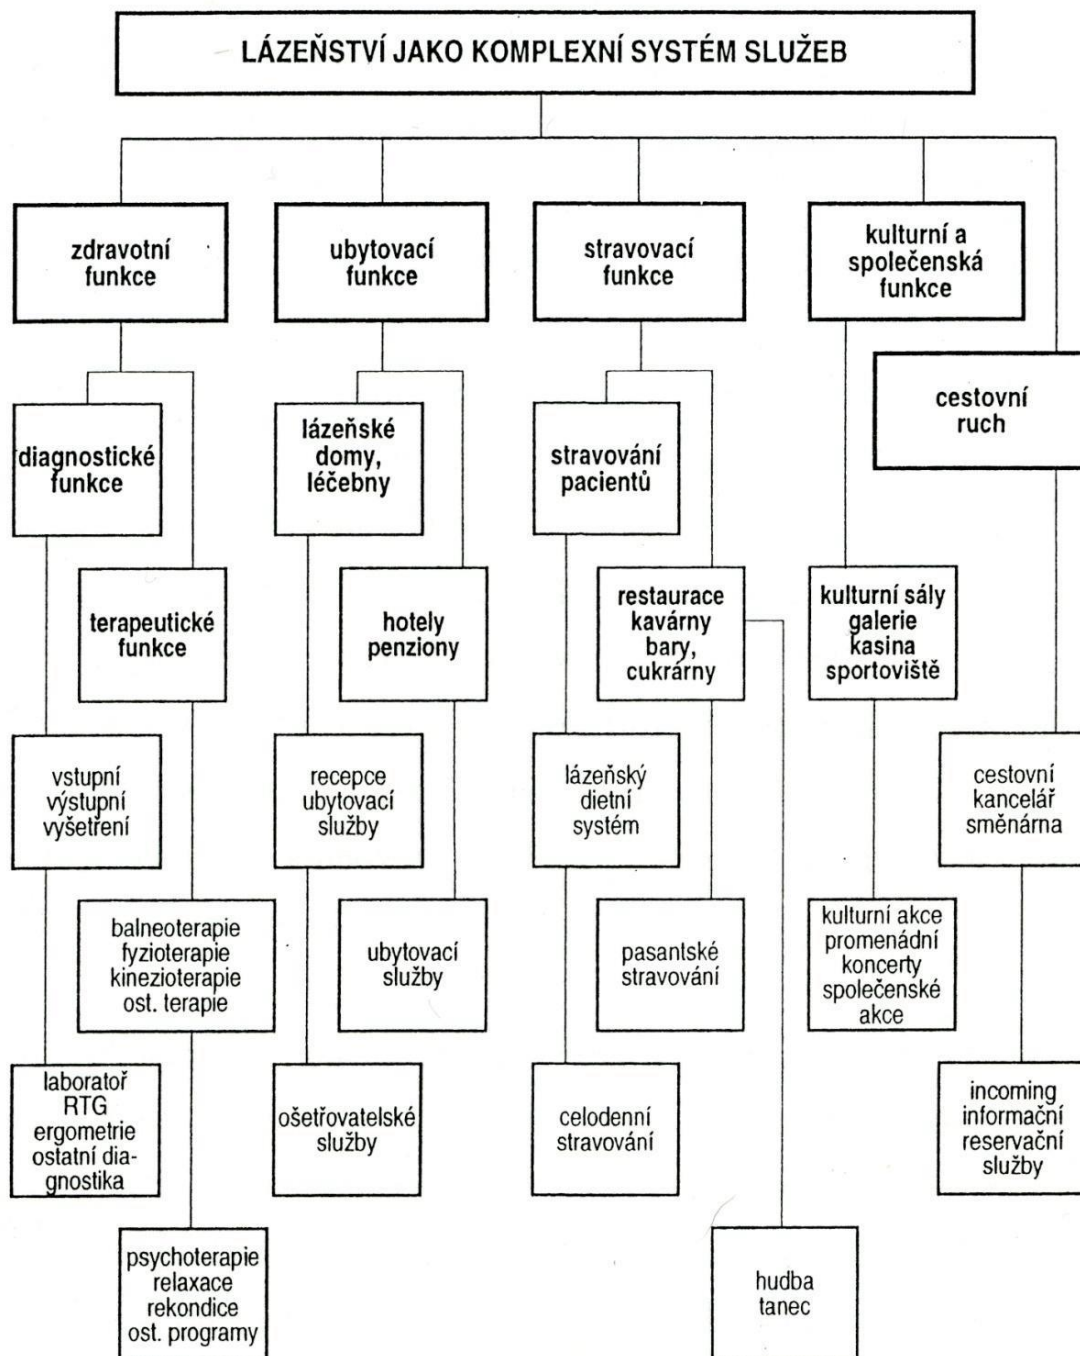 LÁZEŇSTVÍ JAKO KOMPLEXNÍ SYSTÉM SLUŽEB
zdravotní
funkce
ubytovací
funkce
stravovací
funkce
kulturní a
společenská
funkce
cestovní
ruch
diagnostické
funkce
lázeňské
domy,
léčebny
stravování
pacientů
terapeutické
funkce
hotely
penziony
restaurace
kavárny
bary,
cukrárny
kulturní sály
galerie
kasina
sportoviště
vstupní
výstupní
vyšetření
recepce
ubytovací
služby
lázeňský
dietní
systém
cestovní
kancelář
směnárna
balneoterapie
fyzioterapie
kinezioterapie
ost. terapie
ubytovací
služby
pasantské
stravování
kulturní akce
promenádní
koncerty
společenské
akce
laboratoř
RTG
ergometrie
ostatní dia-
gnostika
ošetřovatelské
služby
celodenní
stravování
incoming
informační
reservační
služby
psychoterapie
relaxace
rekondice
ost. programy
hudba
tanec